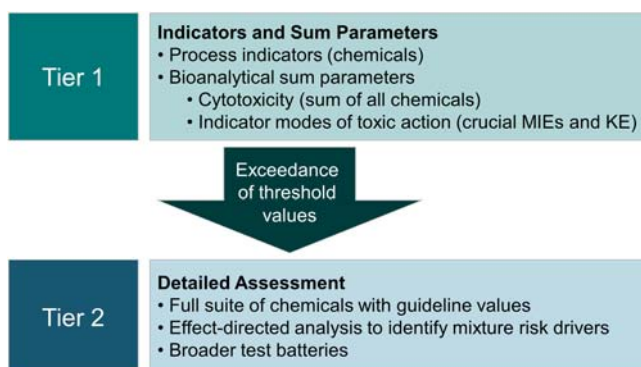 Tier 1
Indicators and Sum Parameters
• Process indicators (chemicals)
• Bioanalytical sum parameters
• Cytotoxicity (sum of all chemicals)
• Indicator modes of toxic action (crucial MIEs and KE)
Exceedance
of threshold
values
Tier 2
Detailed Assessment
• Full suite of chemicals with guideline values
• Effect-directed analysis to identify mixture risk drivers
• Broader test batteries